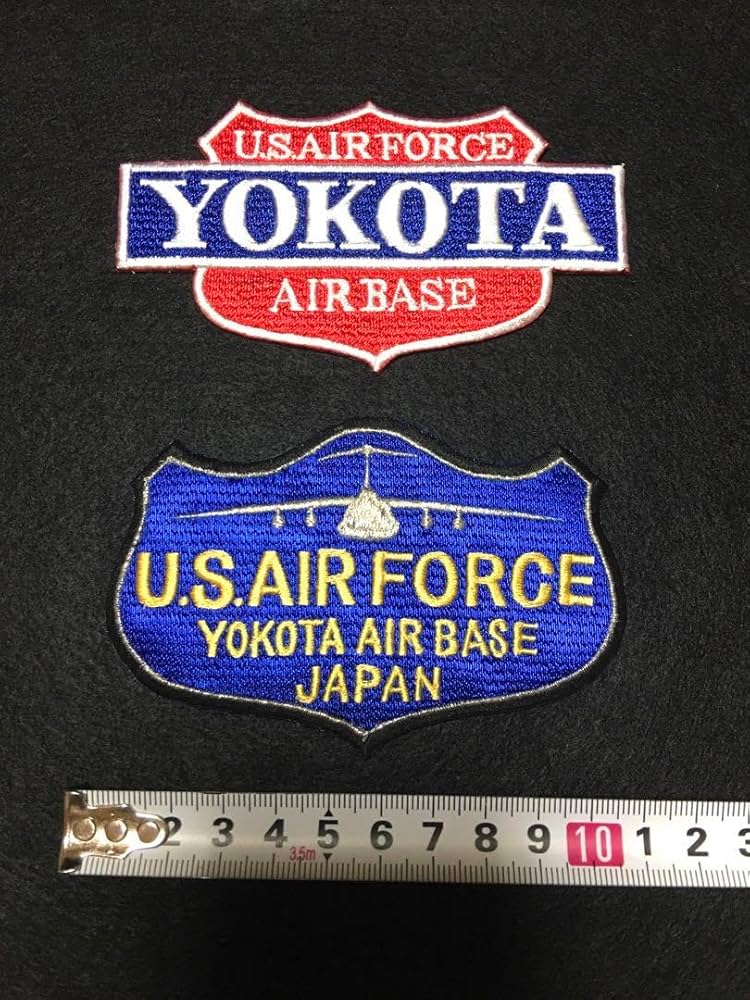 U.S.AIR FORCE
YOKOTA
AIR BASE
U.S.AIR FORCE
YOKOTA AIR BASE
JAPAN
2 3 4 5 6 7 8 9 10 1 2 3
3.5m